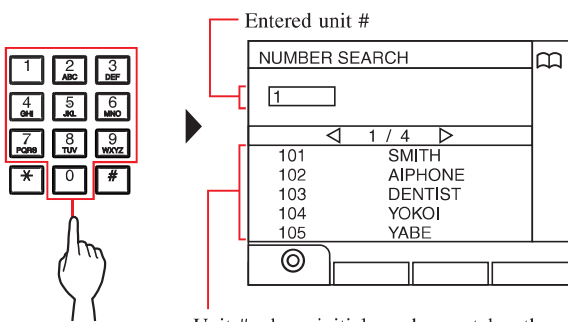 Entered unit #
1
2 ABC
3 DEF
4 GHI
5 JKL
6 MNO
7 PQRS
8 TUV
9 WXYZ
* 0 #
NUMBER SEARCH
1
1 / 4
101 SMITH
102 AIPHONE
103 DENTIST
104 YOKOI
105 YABE